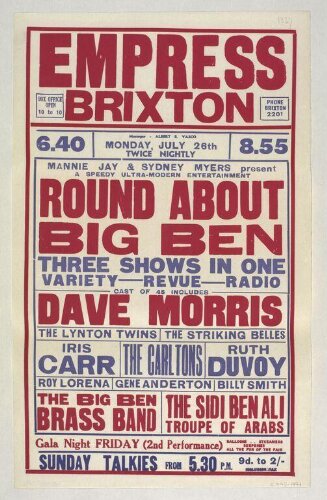 EMPRESS
BOX OFFICE
OPEN
10 to 10
BRIXTON
PHONE
BRIXTON
2201
Manager - ALBERT E.
6.40
MONDAY, JULY 26th
TWICE NIGHTLY
8.55
MANNIE JAY & SYDNEY MYERS present
A SPEEDY ULTRA-MODERN ENTERTAINMENT
ROUND ABOUT
BIG BEN
THREE SHOWS IN ONE
VARIETY—REVUE—RADIO
CAST OF 45 INCLUDES
DAVE MORRIS
THE LYNTON TWINS
THE STRIKING BELLES
IRIS
CARR
THE CARLTONS
RUTH
DUVOY
ROY LORENA
GENE ANDERTON
BILLY SMITH
THE BIG BEN
BRASS BAND
THE SIDI BEN ALI
TROUPE OF ARABS
Gala Night FRIDAY (2nd Performance)
BALLOONS STREAMERS
SURPRISES
ALL THE FUN OF THE FAIR
SUNDAY TALKIES FROM 5.30 P.M.
9d. to 2/-